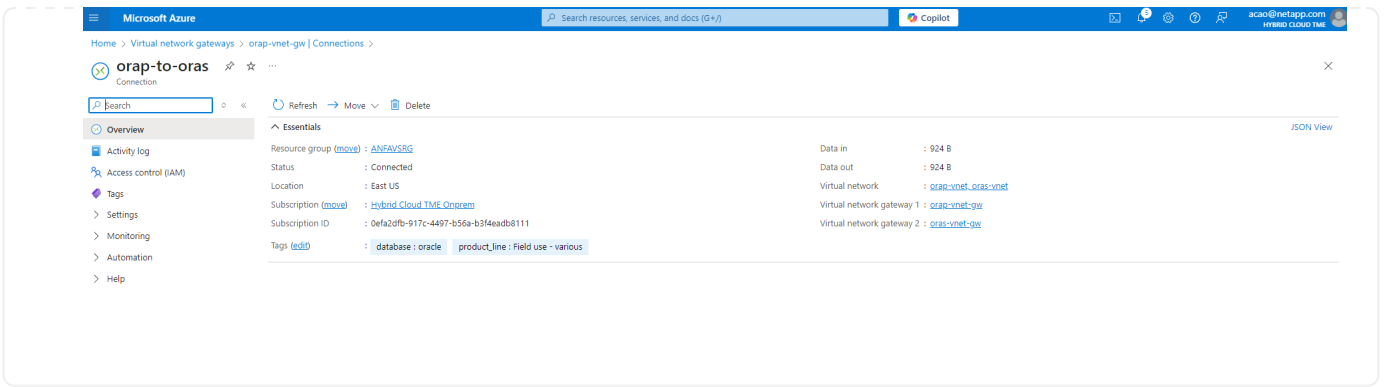 Microsoft Azure
Search resources, services, and docs (G+/)
Copilot
5
acao@netapp.com
HYBRID CLOUD TME
Home > Virtual network gateways > orap-vnet-gw | Connections >
orap-to-oras
Connection
Search
Refresh
Move
Delete
Overview
Activity log
Access control (IAM)
Tags
Settings
Monitoring
Automation
Help
Essentials
JSON View
Resource group (move) : ANFAVSRG
Status : Connected
Location : East US
Subscription (move) : Hybrid Cloud TME Onprem
Subscription ID : 0efa2dfb-917c-4497-b56a-b3f4eadb8111
Tags (edit) : database : oracle product_line : Field use - various
Data in : 924 B
Data out : 924 B
Virtual network : orap-vnet, oras-vnet
Virtual network gateway 1 : orap-vnet-gw
Virtual network gateway 2 : oras-vnet-gw